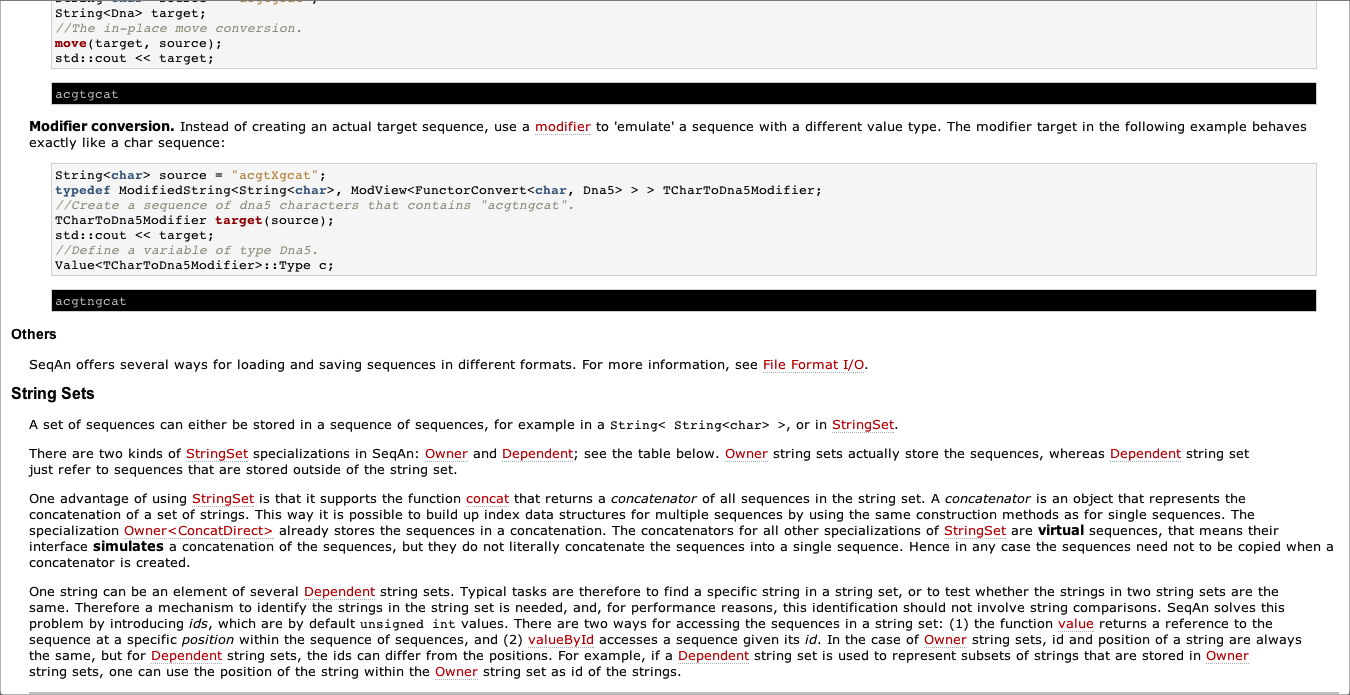 String<Dna> target;
//The in-place move conversion.
move(target, source);
std::cout << target;
acgtgcat
Modifier conversion. Instead of creating an actual target sequence, use a modifier to 'emulate' a sequence with a different value type. The modifier target in the following example behaves
exactly like a char sequence:
String<char> source = "acgtXgcat";
typedef ModifiedString<String<char>, ModView<FunctorConvert<char, Dna5> > > TCharToDna5Modifier;
//Create a sequence of dna5 characters that contains "acgtngcat".
TCharToDna5Modifier target(source);
std::cout << target;
//Define a variable of type Dna5.
Value<TCharToDna5Modifier>::Type c;
acgtngcat
Others
SeqAn offers several ways for loading and saving sequences in different formats. For more information, see File Format I/O.
String Sets
A set of sequences can either be stored in a sequence of sequences, for example in a String< String<char> >, or in StringSet.
There are two kinds of StringSet specializations in SeqAn: Owner and Dependent; see the table below. Owner string sets actually store the sequences, whereas Dependent string set
just refer to sequences that are stored outside of the string set.
One advantage of using StringSet is that it supports the function concat that returns a concatenator of all sequences in the string set. A concatenator is an object that represents the
concatenation of a set of strings. This way it is possible to build up index data structures for multiple sequences by using the same construction methods as for single sequences. The
specialization Owner<ConcatDirect> already stores the sequences in a concatenation. The concatenators for all other specializations of StringSet are virtual sequences, that means their
interface simulates a concatenation of the sequences, but they do not literally concatenate the sequences into a single sequence. Hence in any case the sequences need not to be copied when a
concatenator is created.
One string can be an element of several Dependent string sets. Typical tasks are therefore to find a specific string in a string set, or to test whether the strings in two string sets are the
same. Therefore a mechanism to identify the strings in the string set is needed, and, for performance reasons, this identification should not involve string comparisons. SeqAn solves this
problem by introducing ids, which are by default unsigned int values. There are two ways for accessing the sequences in a string set: (1) the function value returns a reference to the
sequence at a specific position within the sequence of sequences, and (2) valueById accesses a sequence given its id. In the case of Owner string sets, id and position of a string are always
the same, but for Dependent string sets, the ids can differ from the positions. For example, if a Dependent string set is used to represent subsets of strings that are stored in Owner
string sets, one can use the position of the string within the Owner string set as id of the strings.